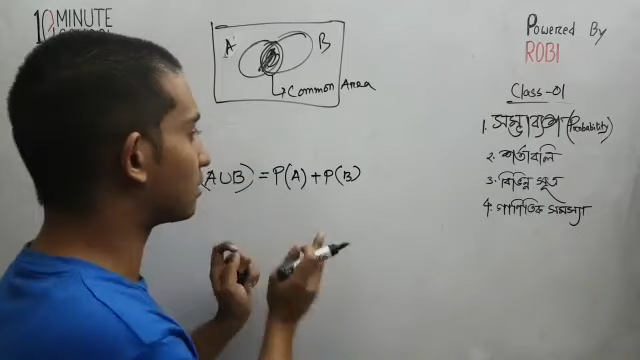 10 MINUTE
A B
Common Area
(AUB) = P(A) + P(B)
Powered By
ROBI
Class-01
1. সম্ভাব্যতা (Probability)
2. শর্তাবলি
3. বিভিন্ন সূত্র
4. গাণিতিক সমস্যা